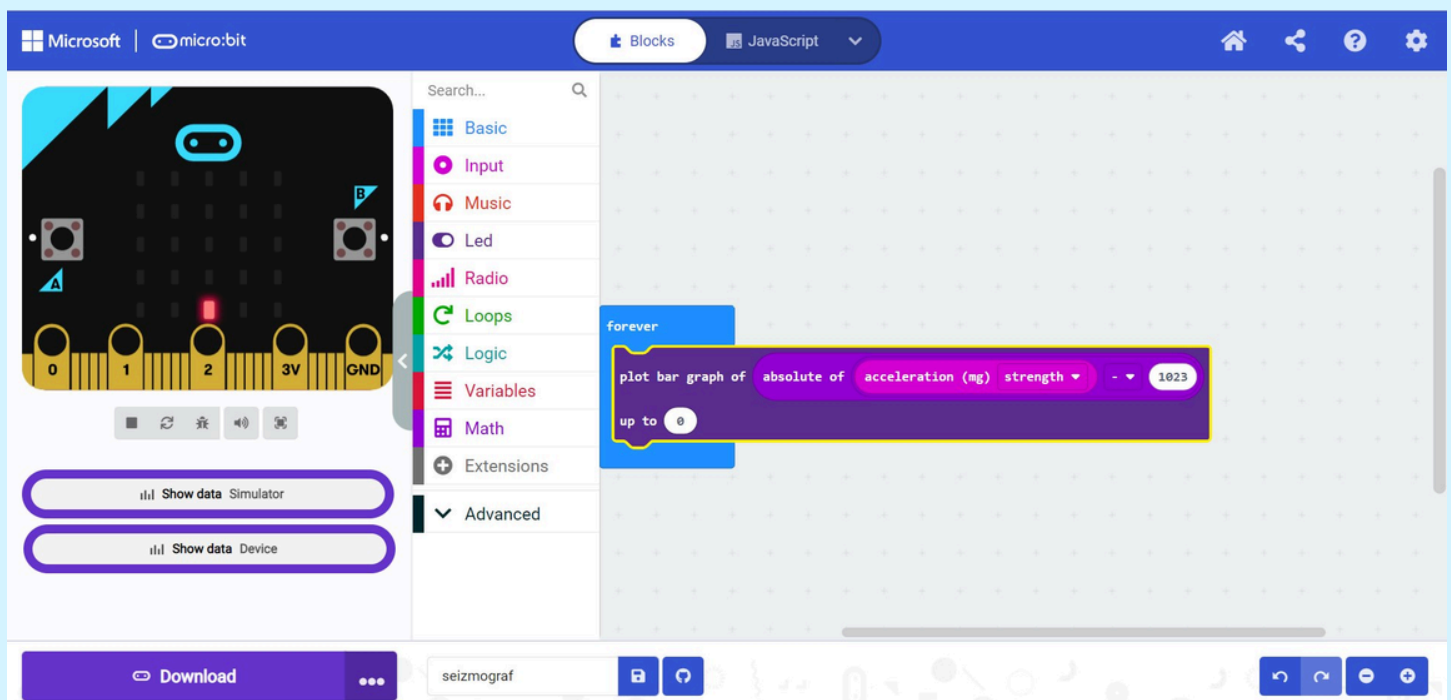 Microsoft micro:bit
Blocks
JavaScript
Search...
Basic
Input
Music
Led
Radio
Loops
Logic
Variables
Math
Extensions
Advanced
B
A
0 1 2 3V GND
Show data Simulator
Show data Device
forever
plot bar graph of absolute of acceleration (mg) strength - 1023
up to 0
Download
seizmograf